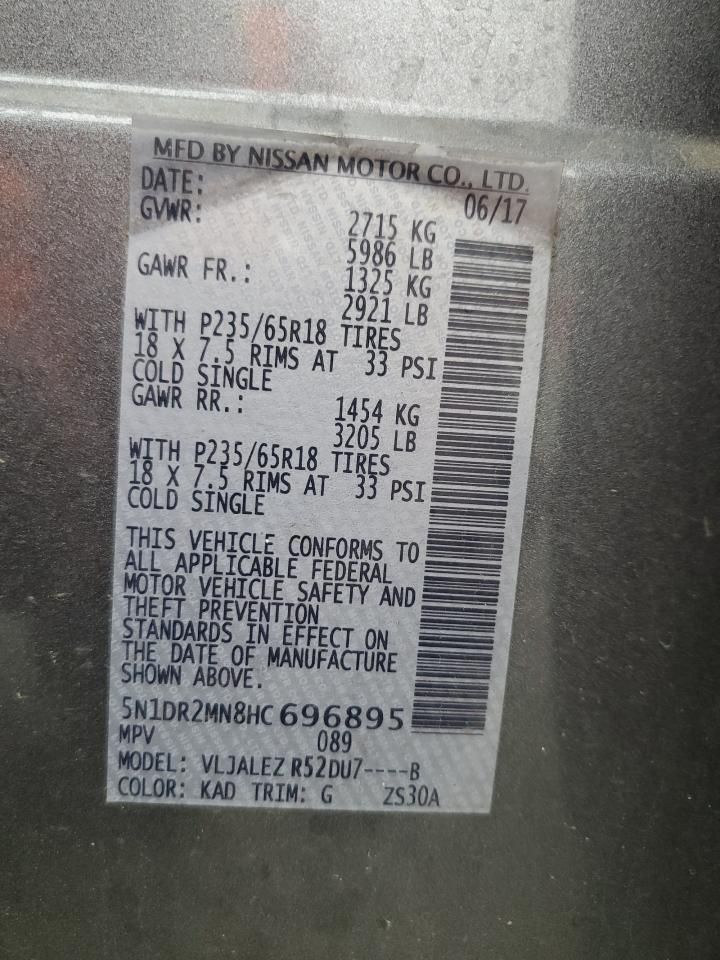 MFD BY NISSAN MOTOR CO., LTD.
DATE: 06/17
GVWR: 2715 KG
5986 LB
GAWR FR.: 1325 KG
2921 LB
WITH P235/65R18 TIRES
18 X 7.5 RIMS AT 33 PSI
COLD SINGLE
GAWR RR.: 1454 KG
3205 LB
WITH P235/65R18 TIRES
18 X 7.5 RIMS AT 33 PSI
COLD SINGLE
THIS VEHICLE CONFORMS TO
ALL APPLICABLE FEDERAL
MOTOR VEHICLE SAFETY AND
THEFT PREVENTION
STANDARDS IN EFFECT ON
THE DATE OF MANUFACTURE
SHOWN ABOVE.
5N1DR2MN8HC696895
MPV 089
MODEL: VLJALEZ R52DU7----B
COLOR: KAD TRIM: G ZS30A